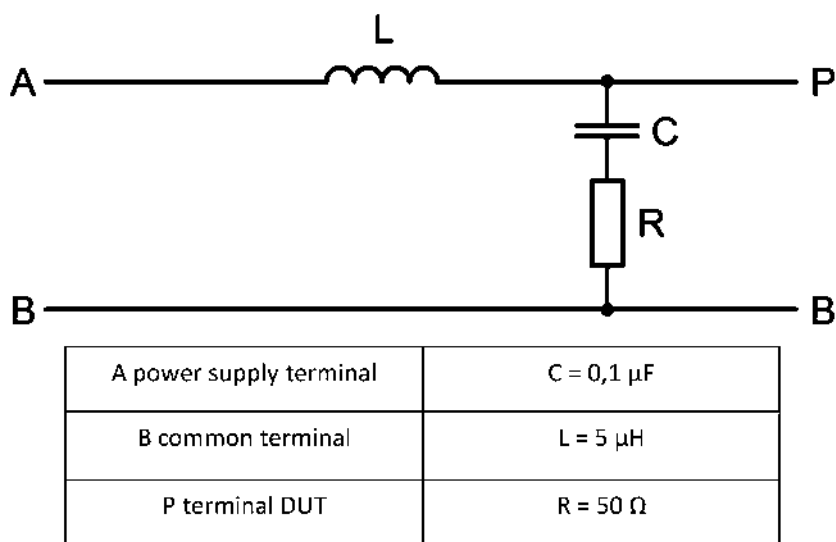 L
A P
C
R
B B
A power supply terminal C = 0,1 µF
B common terminal L = 5 µH
P terminal DUT R = 50 Ω